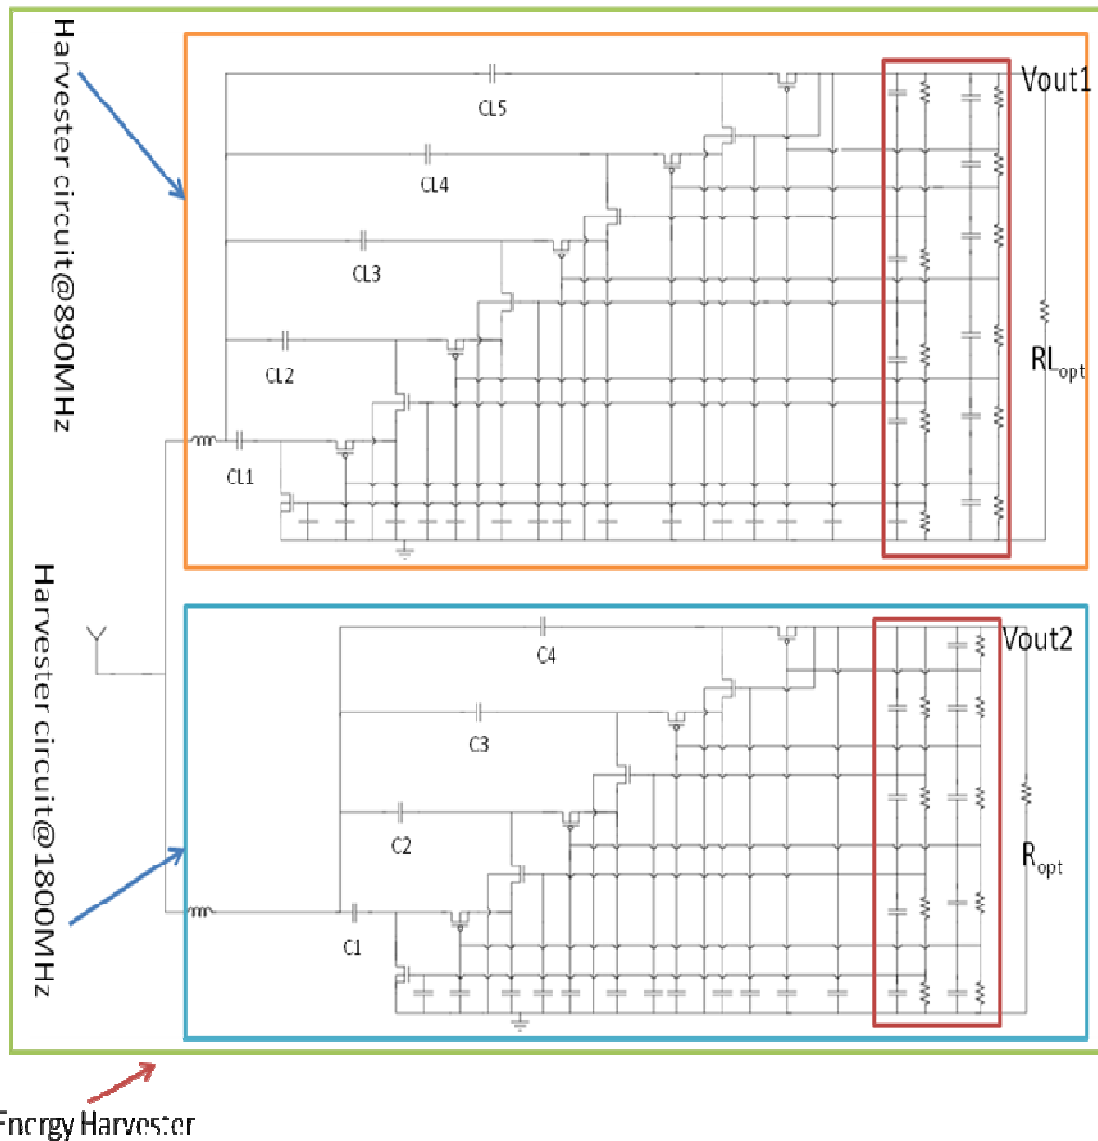 Harvester circuit@890MHz
CL5
Vout1
CL4
CL3
CL2
RLopt
CL1
Harvester circuit@1800MHz
C4
Vout2
C3
C2
Ropt
C1
Energy Harvester